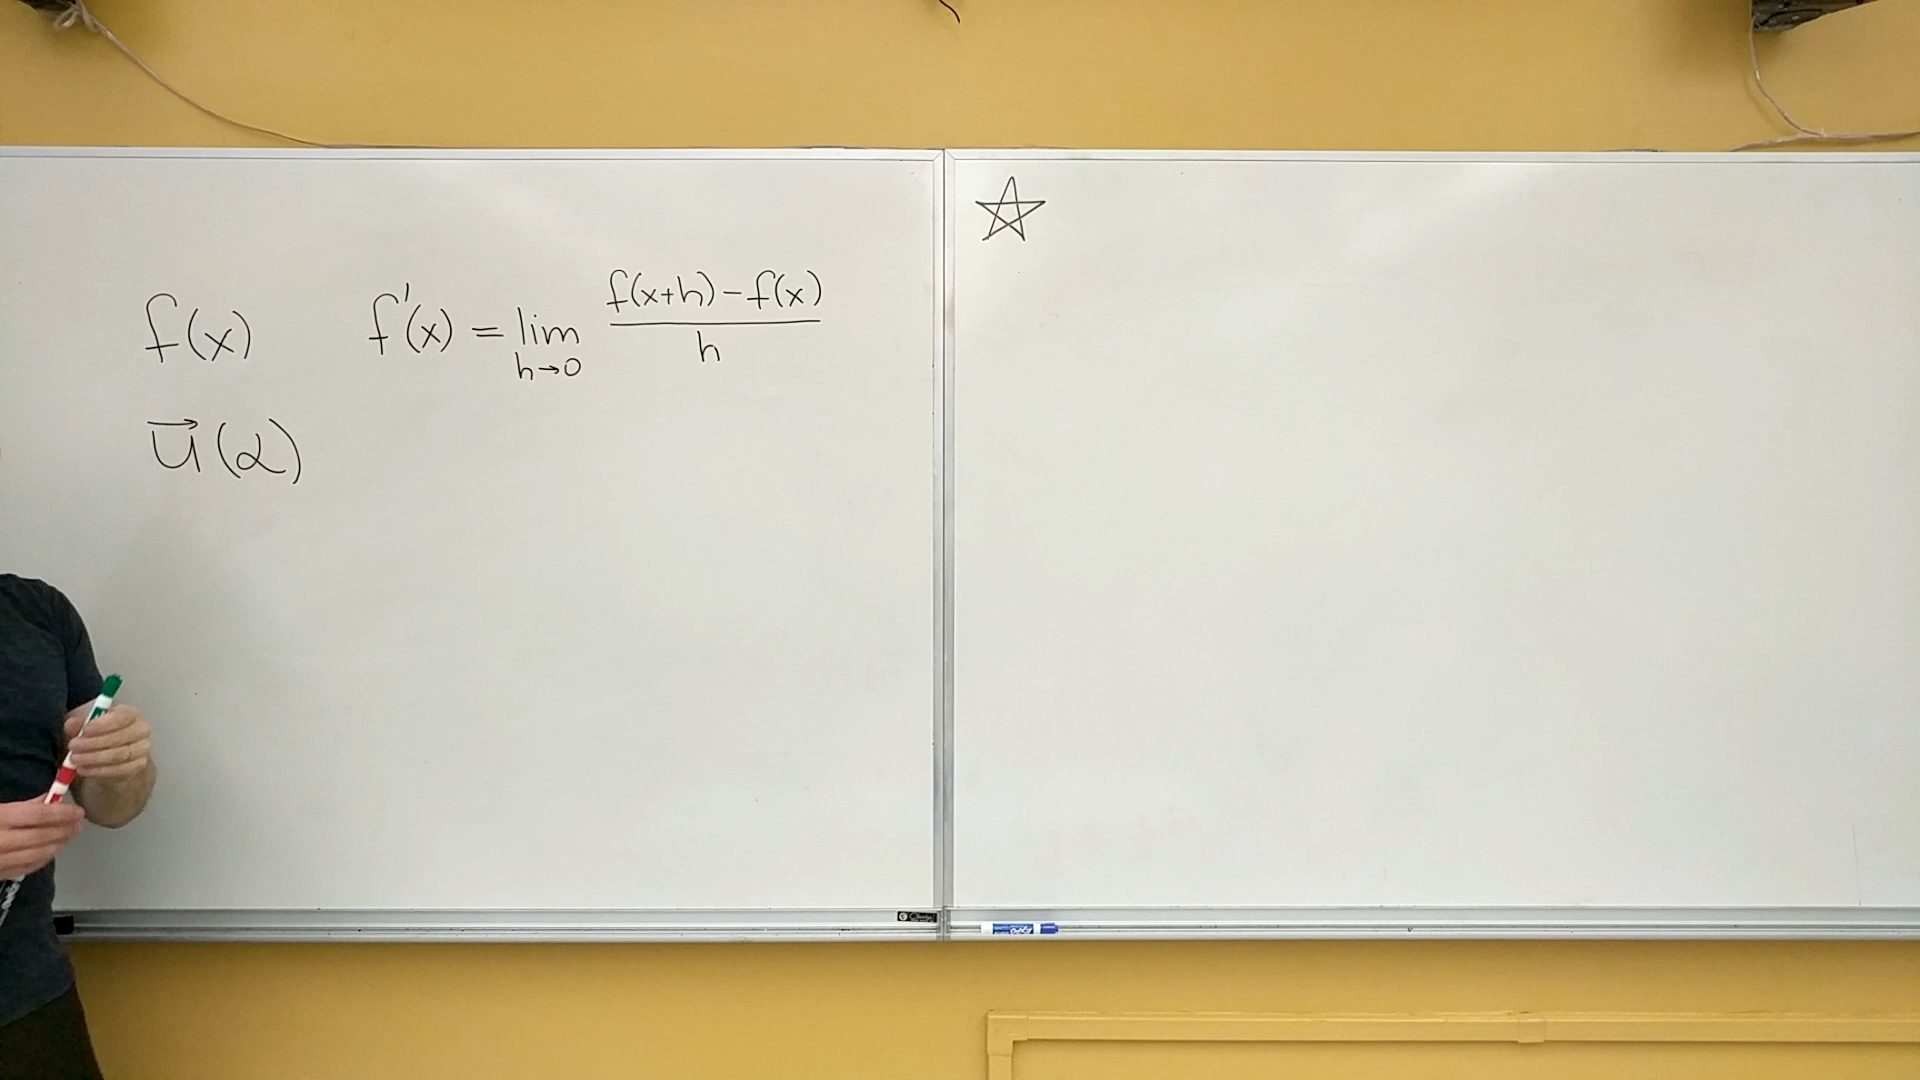 f(x) f'(x) = lim h→0 f(x+h)-f(x) / h
u⃗(α)